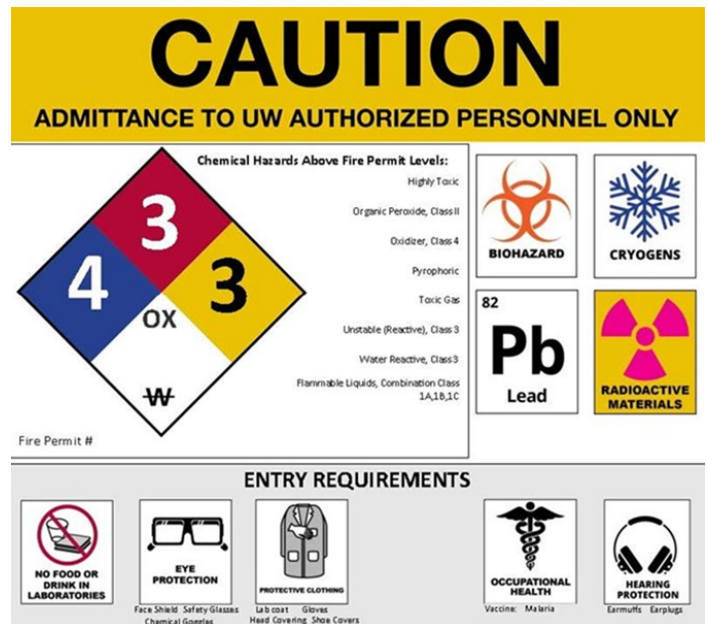 CAUTION
ADMITTANCE TO UW AUTHORIZED PERSONNEL ONLY
Chemical Hazards Above Fire Permit Levels:
Highly Toxic
Organic Peroxide, Class II
Oxidizer, Class 4
Pyrophoric
Toxic Gas
Unstable (Reactive), Class 3
Water Reactive, Class 3
Flammable Liquids, Combination Class
1A,1B,1C
3
4
3
OX
W
Fire Permit #
BIOHAZARD
CRYOGENS
82
Pb
Lead
RADIOACTIVE
MATERIALS
ENTRY REQUIREMENTS
NO FOOD OR
DRINK IN
LABORATORIES
EYE
PROTECTION
Face Shield Safety Glasses
Chemical Goggles
PROTECTIVE CLOTHING
Lab coat Gloves
Head Covering Shoe Covers
OCCUPATIONAL
HEALTH
Vaccine: Malaria
HEARING
PROTECTION
Earmuffs Earplugs